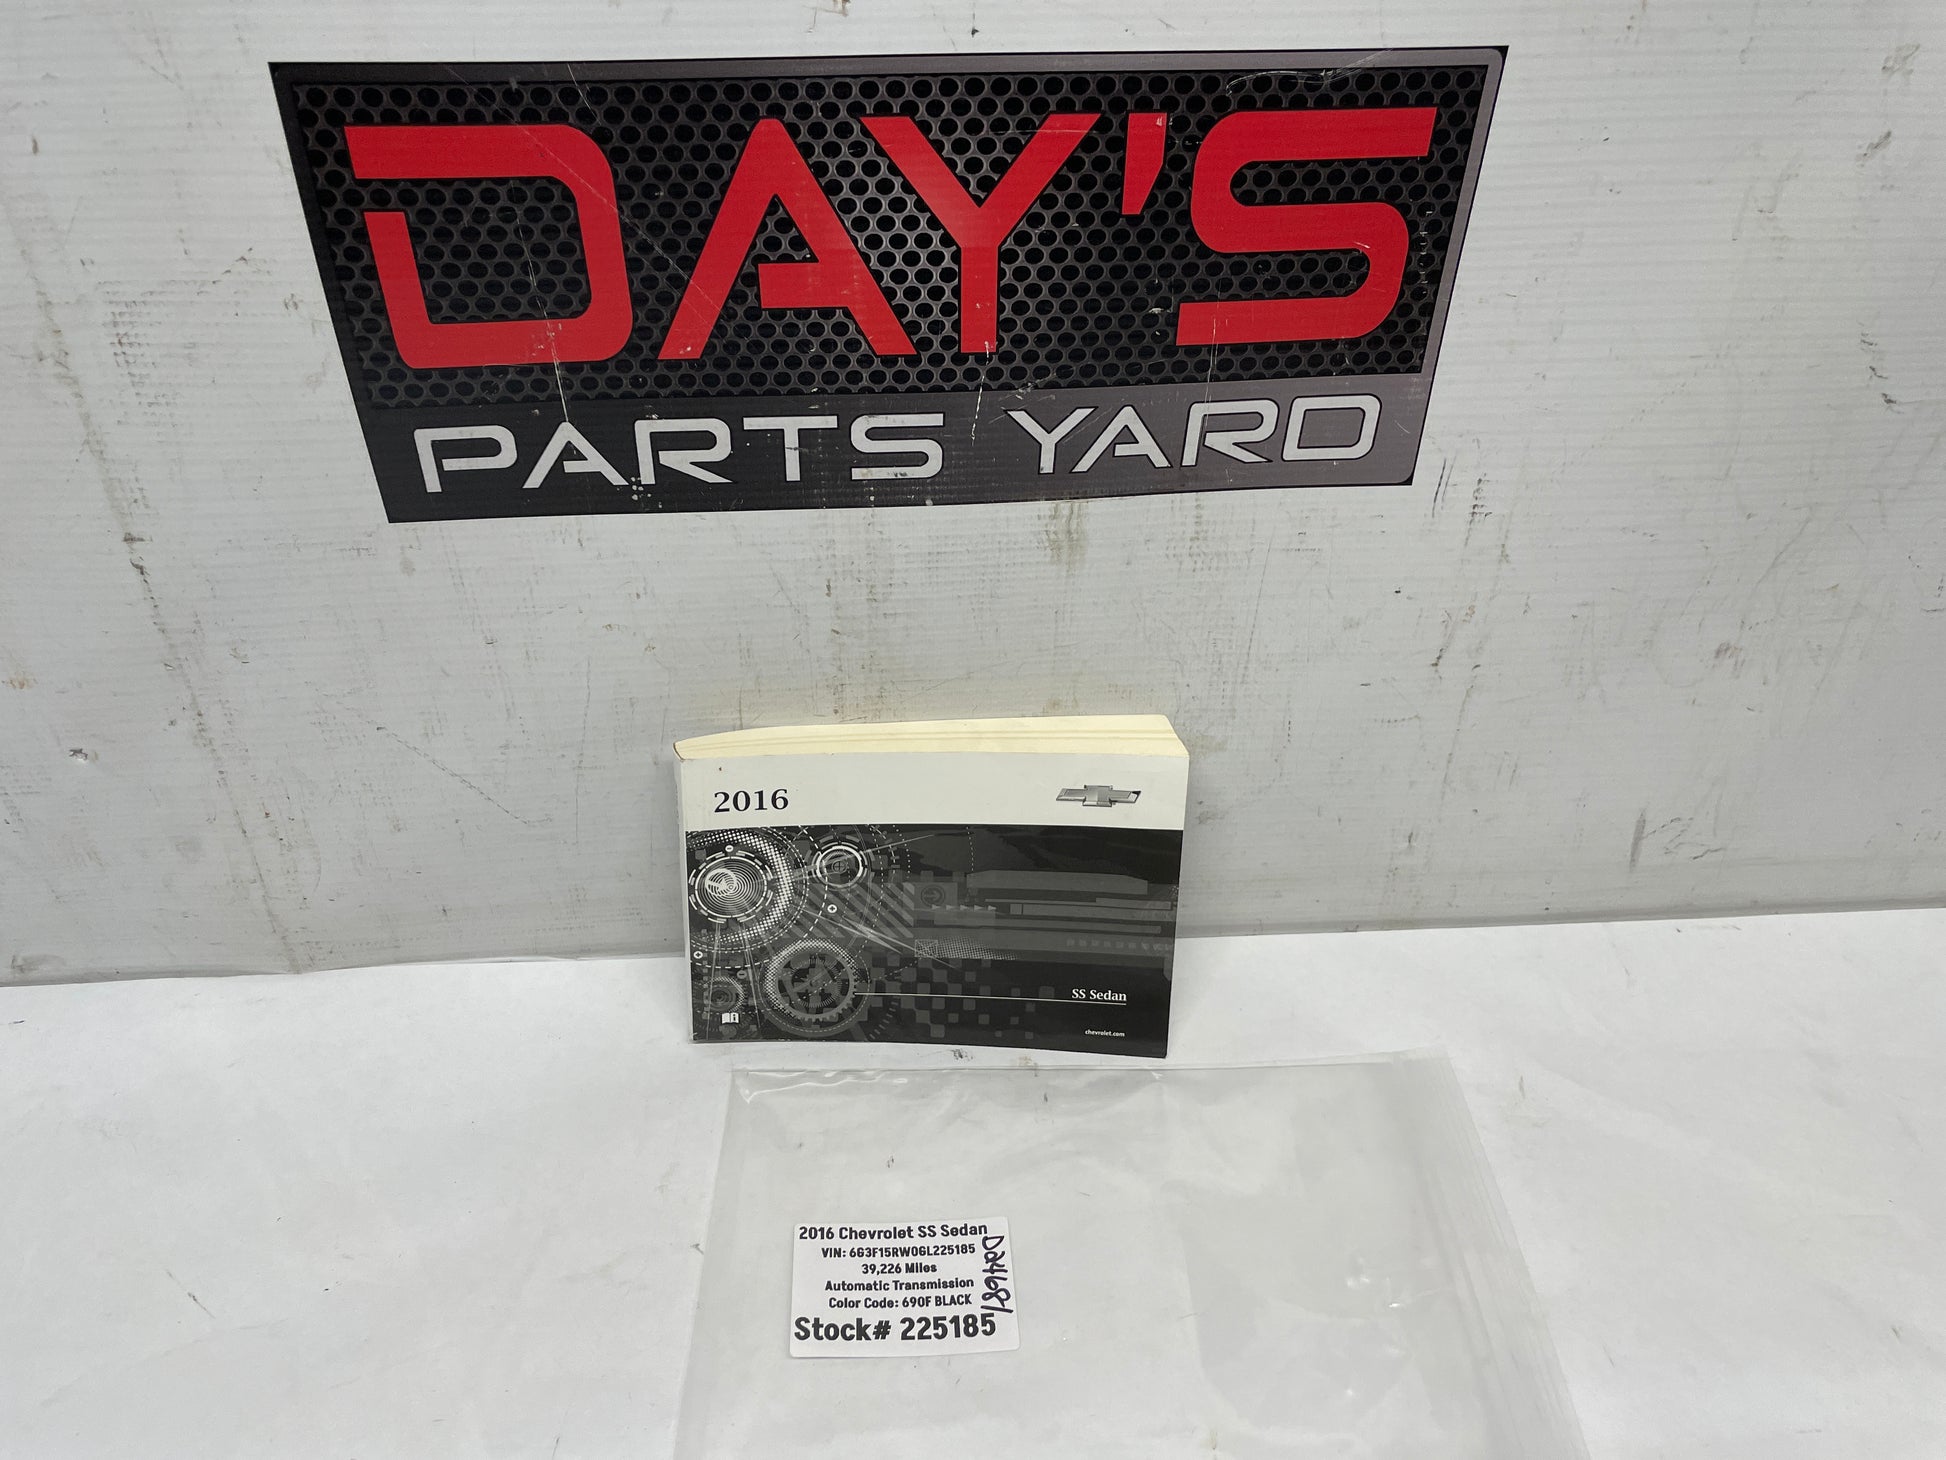 DAY'S
PARTS YARD
2016
SS Sedan
chevrolet.com
2016 Chevrolet SS Sedan
VIN: 6G3F15RW0GL225185
39,226 Miles
Automatic Transmission
Color Code: 690F BLACK
Stock# 225185